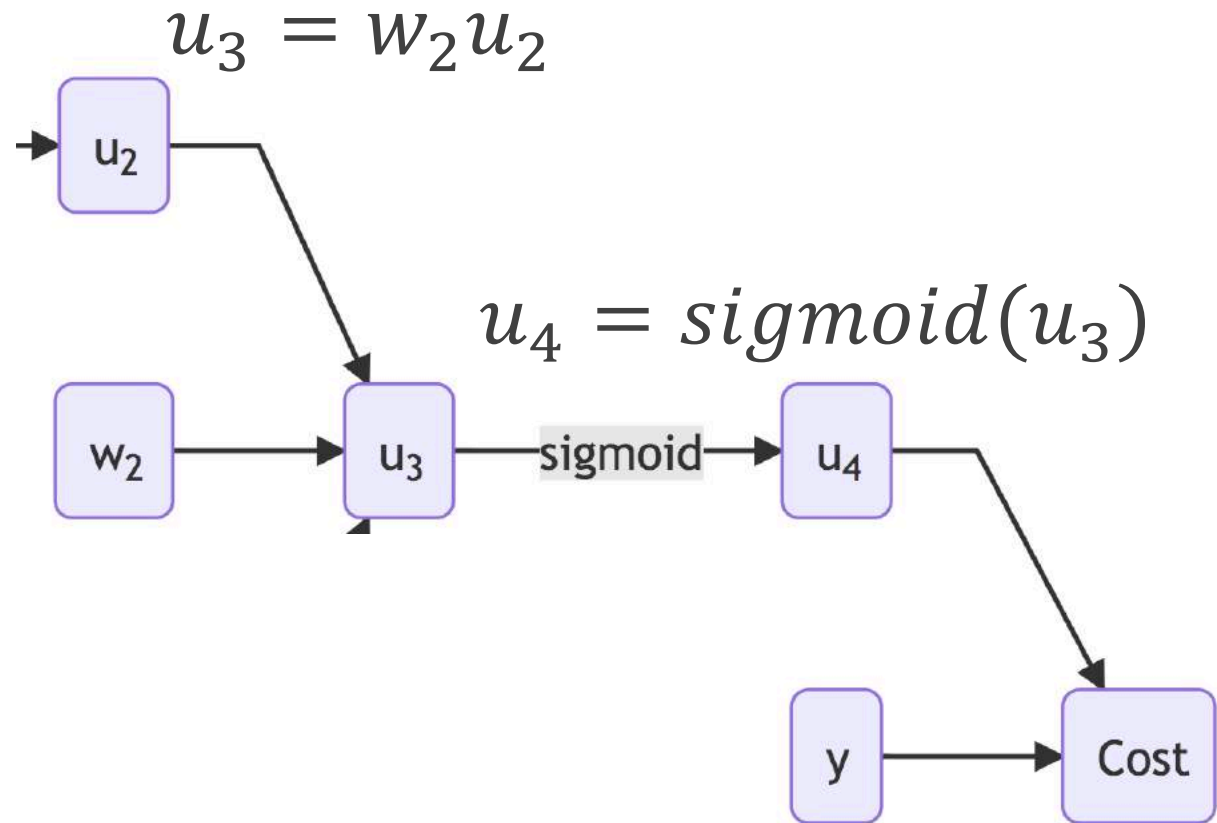 u₃ = w₂u₂
u₂
u₄ = sigmoid(u₃)
w₂
u₃
sigmoid
u₄
y
Cost